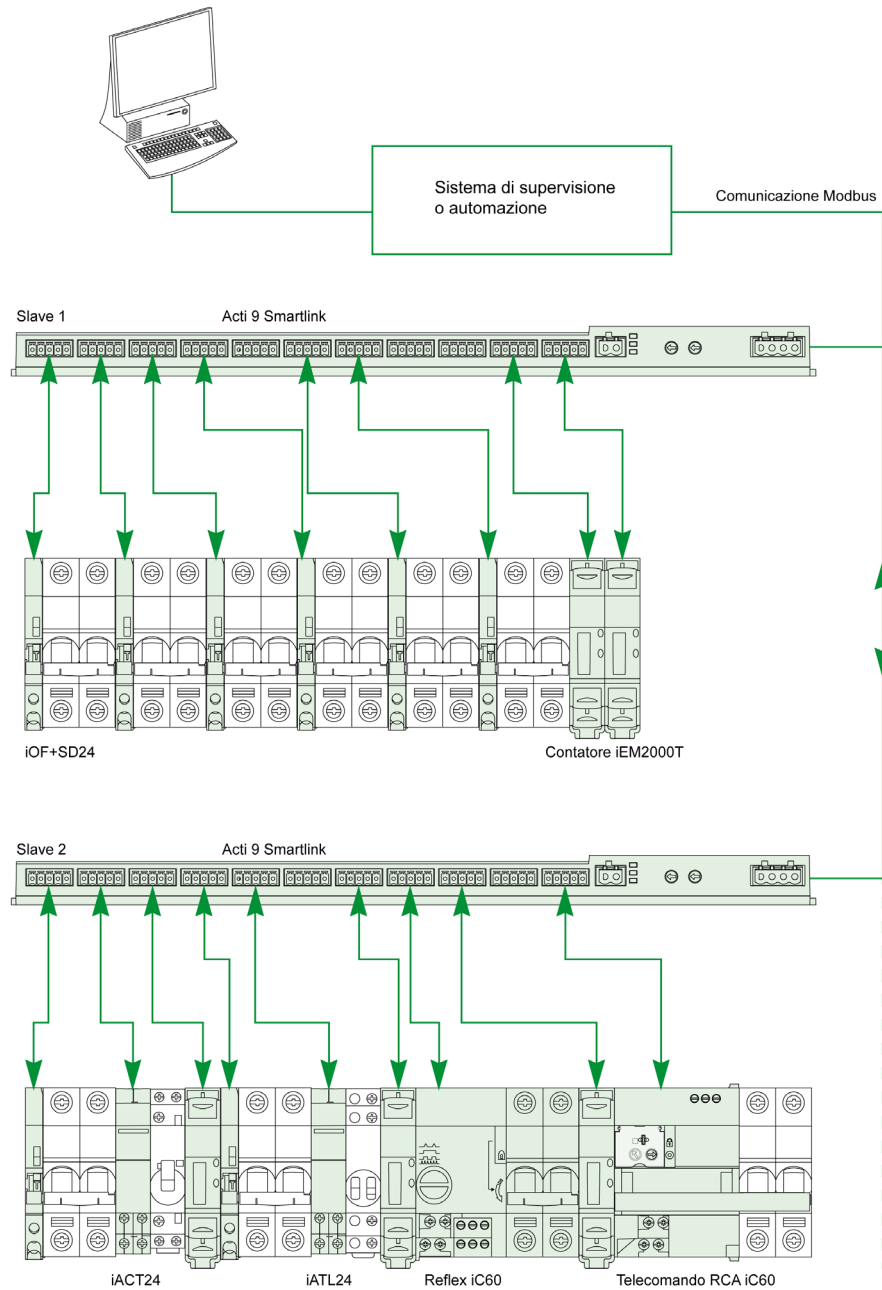 Sistema di supervisione
o automazione
Comunicazione Modbus
Slave 1
Acti 9 Smartlink
iOF+SD24
Contatore iEM2000T
Slave 2
Acti 9 Smartlink
iACT24
iATL24
Reflex iC60
Telecomando RCA iC60